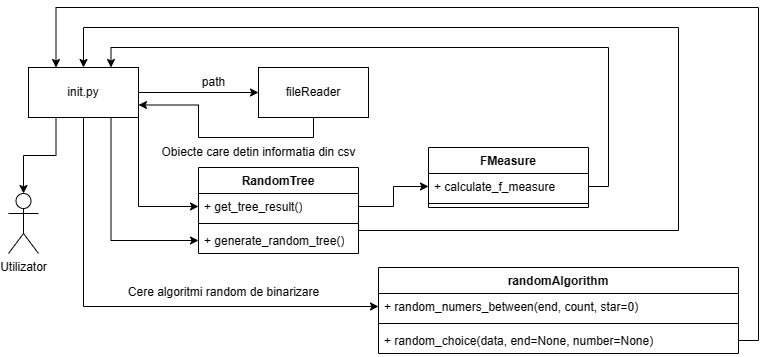 init.py
path
fileReader
Obiecte care detin informatia din csv
FMeasure
+ calculate_f_measure
RandomTree
+ get_tree_result()
+ generate_random_tree()
Utilizator
Cere algoritmi random de binarizare
randomAlgorithm
+ random_numers_between(end, count, star=0)
+ random_choice(data, end=None, number=None)